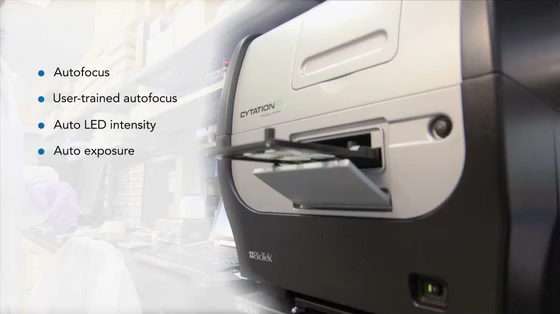 Autofocus
User-trained autofocus
Auto LED intensity
Auto exposure
CYTATION
BioTek